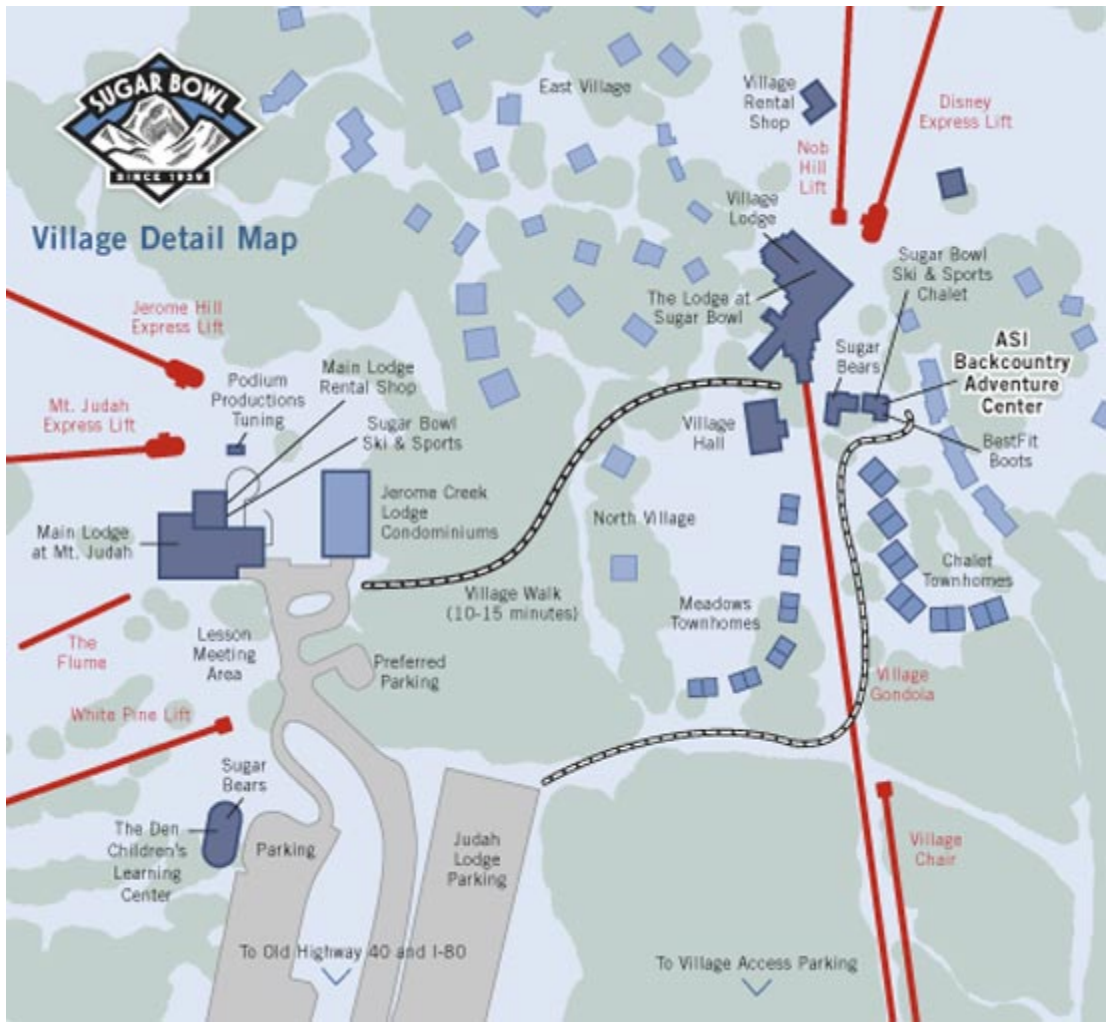 SUGAR BOWL
SINCE 1939
Village Detail Map
East Village
Village
Rental
Shop
Disney
Express Lift
Nob
Hill
Lift
Village
Lodge
Sugar Bowl
Ski & Sports
Chalet
The Lodge at
Sugar Bowl
Jerome Hill
Express Lift
Main Lodge
Rental Shop
Podium
Productions
Tuning
Sugar
Bears
ASI
Backcountry
Adventure
Center
Mt. Judah
Express Lift
Sugar Bowl
Ski & Sports
Village
Hall
BestFit
Boots
Jerome Creek
Lodge
Condominiums
North Village
Main Lodge
at Mt. Judah
Chalet
Townhomes
Village Walk
(10-15 minutes)
Meadows
Townhomes
The
Flume
Lesson
Meeting
Area
Preferred
Parking
Village
Gondola
White Pine Lift
Sugar
Bears
The Den
Children's
Learning
Center
Parking
Judah
Lodge
Parking
Village
Chair
To Old Highway 40 and I-80
To Village Access Parking